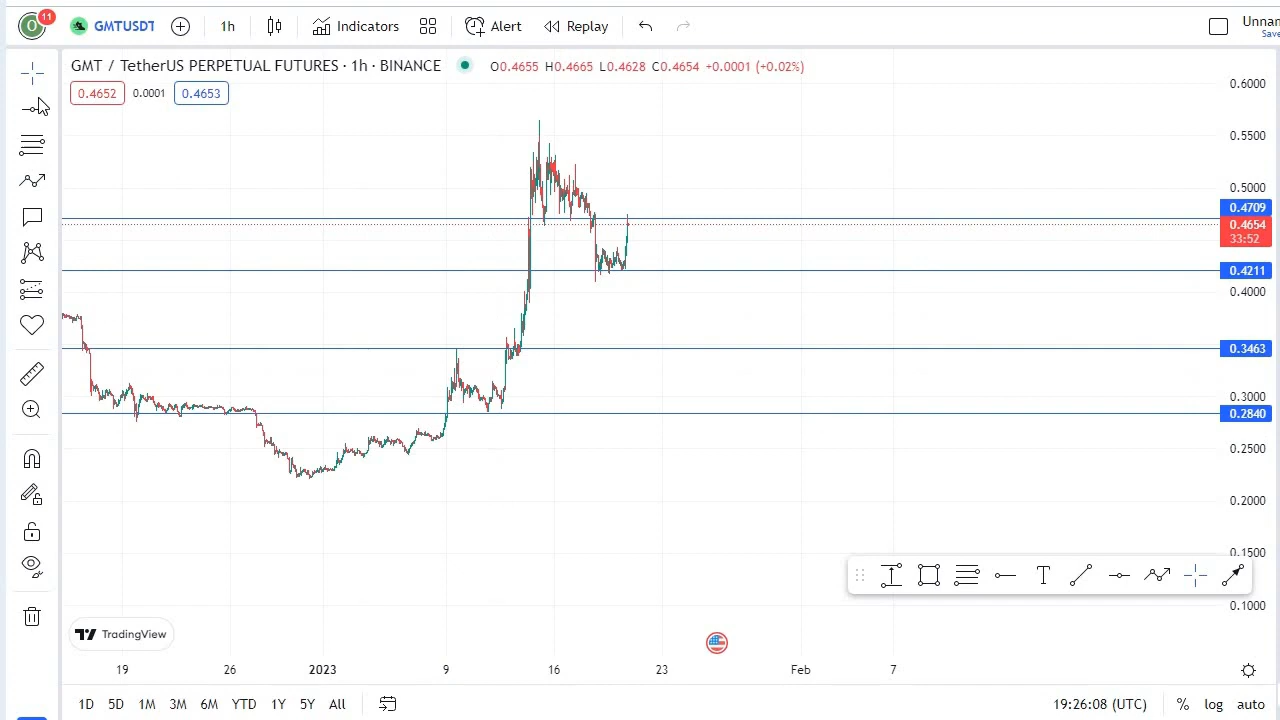 O 11 GMTUSDT 1h Indicators Alert Replay Unnan
Save
GMT / TetherUS PERPETUAL FUTURES · 1h · BINANCE O0.4655 H0.4665 L0.4628 C0.4654 +0.0001 (+0.02%)
0.4652 0.0001 0.4653
0.6000
0.5500
0.5000
0.4709
0.4654
33:52
0.4211
0.4000
0.3463
0.3000
0.2840
0.2500
0.2000
0.1500
T
0.1000
TradingView
19 26 2023 9 16 23 Feb 7
1D 5D 1M 3M 6M YTD 1Y 5Y All 19:26:08 (UTC) % log auto